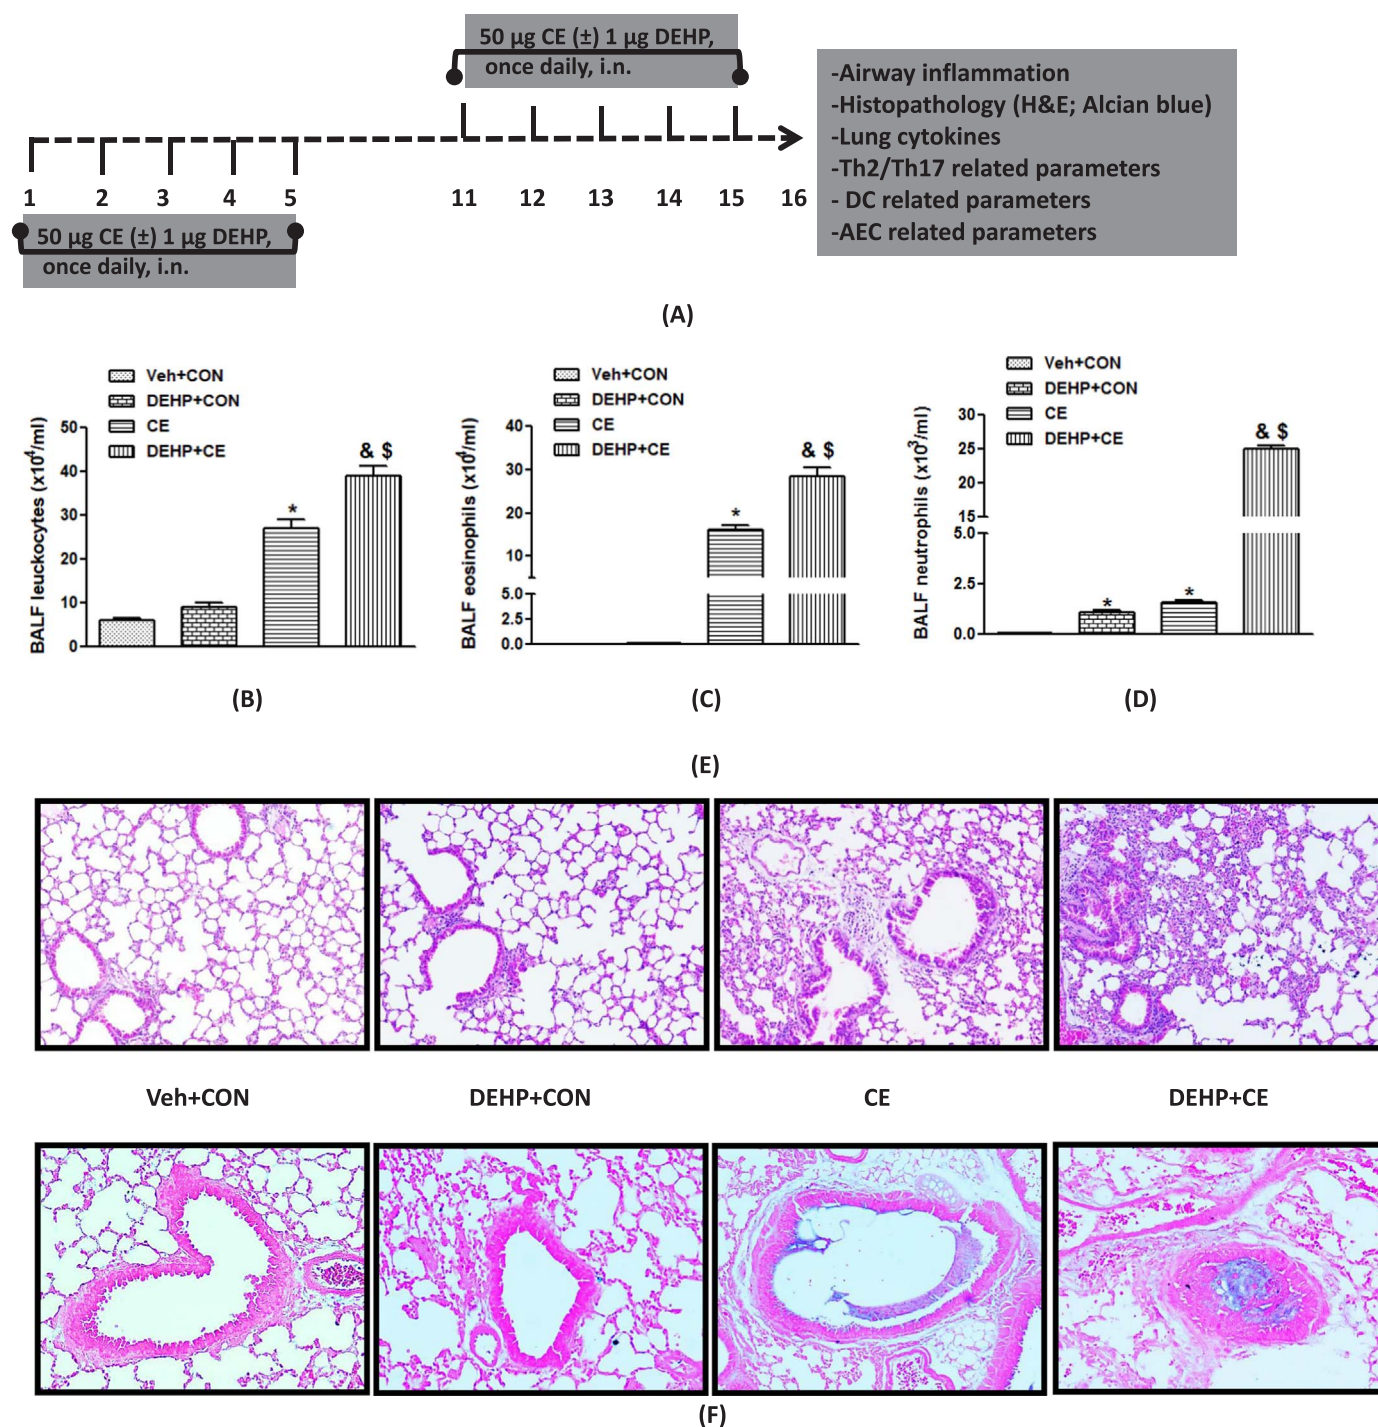 50 µg CE (±) 1 µg DEHP,
once daily, i.n.
-Airway inflammation
-Histopathology (H&E; Alcian blue)
-Lung cytokines
-Th2/Th17 related parameters
- DC related parameters
-AEC related parameters
1 2 3 4 5 11 12 13 14 15 16
50 µg CE (±) 1 µg DEHP,
once daily, i.n.
(A)
Veh+CON
DEHP+CON
CE
DEHP+CE
BALF leuckocytes (x10⁴/ml)
50
40
30
20
10
0
*
& $
(B)
Veh+CON
DEHP+CON
CE
DEHP+CE
BALF eosinophils (x10⁴/ml)
40
30
20
10
5.0
2.5
0.0
*
& $
(C)
Veh+CON
DEHP+CON
CE
DEHP+CE
BALF neutrophils (x10³/ml)
30
25
20
15
5.0
2.5
0.0
*
*
& $
(D)
(E)
Veh+CON DEHP+CON CE DEHP+CE
(F)